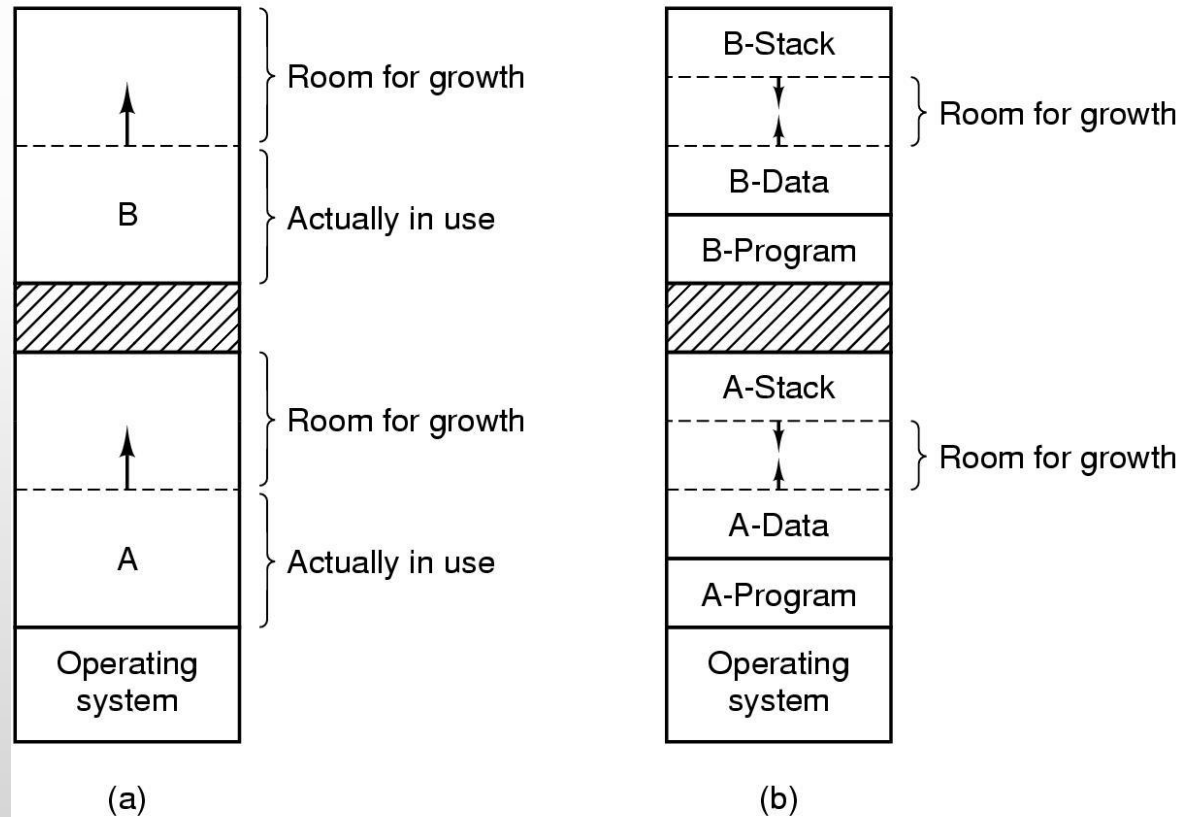 Room for growth
B
Actually in use
Room for growth
A
Actually in use
Operating
system
(a)
B-Stack
Room for growth
B-Data
B-Program
A-Stack
Room for growth
A-Data
A-Program
Operating
system
(b)